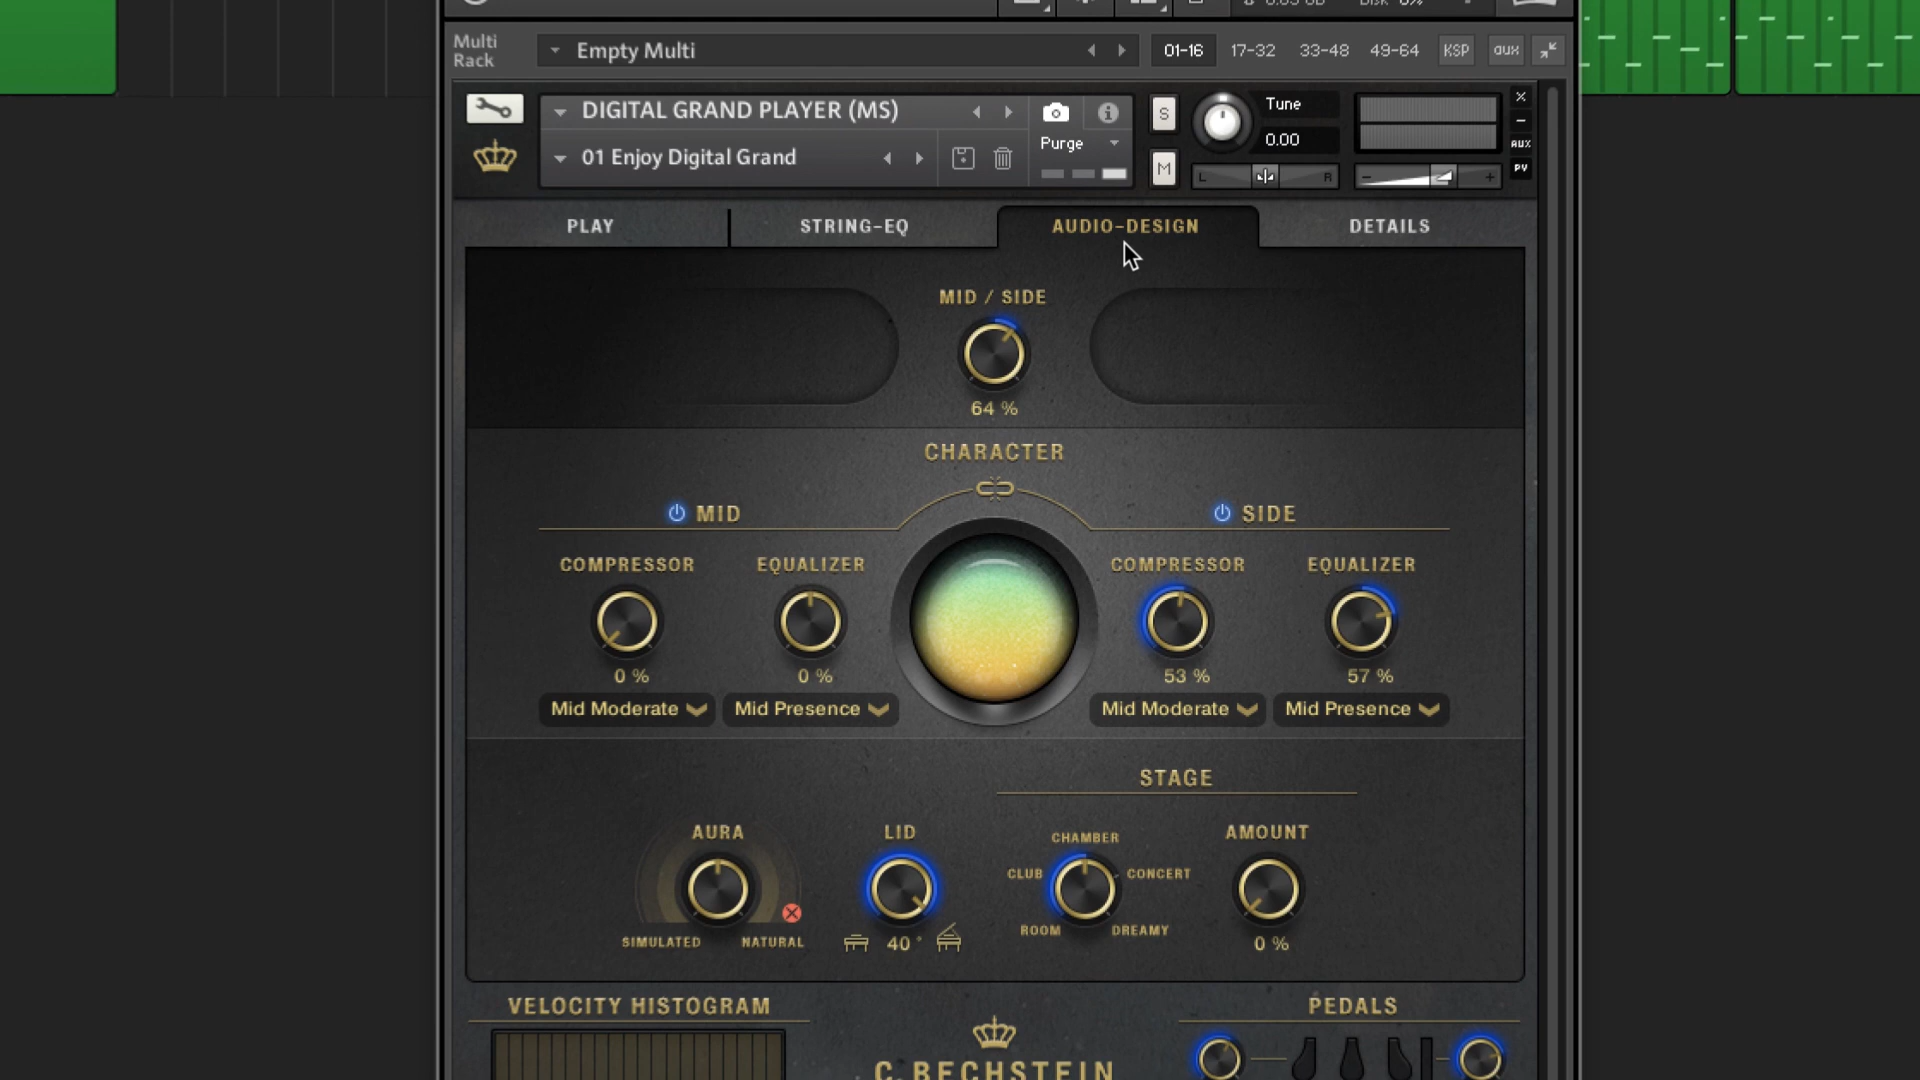 Multi
Rack
Empty Multi
01-16 17-32 33-48 49-64 KSP aux
DIGITAL GRAND PLAYER (MS)
01 Enjoy Digital Grand
Purge
S
M
Tune
0.00
L R
- +
AUX
PV
PLAY STRING-EQ AUDIO-DESIGN DETAILS
MID / SIDE
64 %
CHARACTER
MID
SIDE
COMPRESSOR EQUALIZER COMPRESSOR EQUALIZER
0 % 0 % 53 % 57 %
Mid Moderate Mid Presence Mid Moderate Mid Presence
STAGE
AURA LID CHAMBER AMOUNT
CLUB CONCERT
ROOM DREAMY
SIMULATED NATURAL 40 ° 0 %
VELOCITY HISTOGRAM PEDALS
C. BECHSTEIN